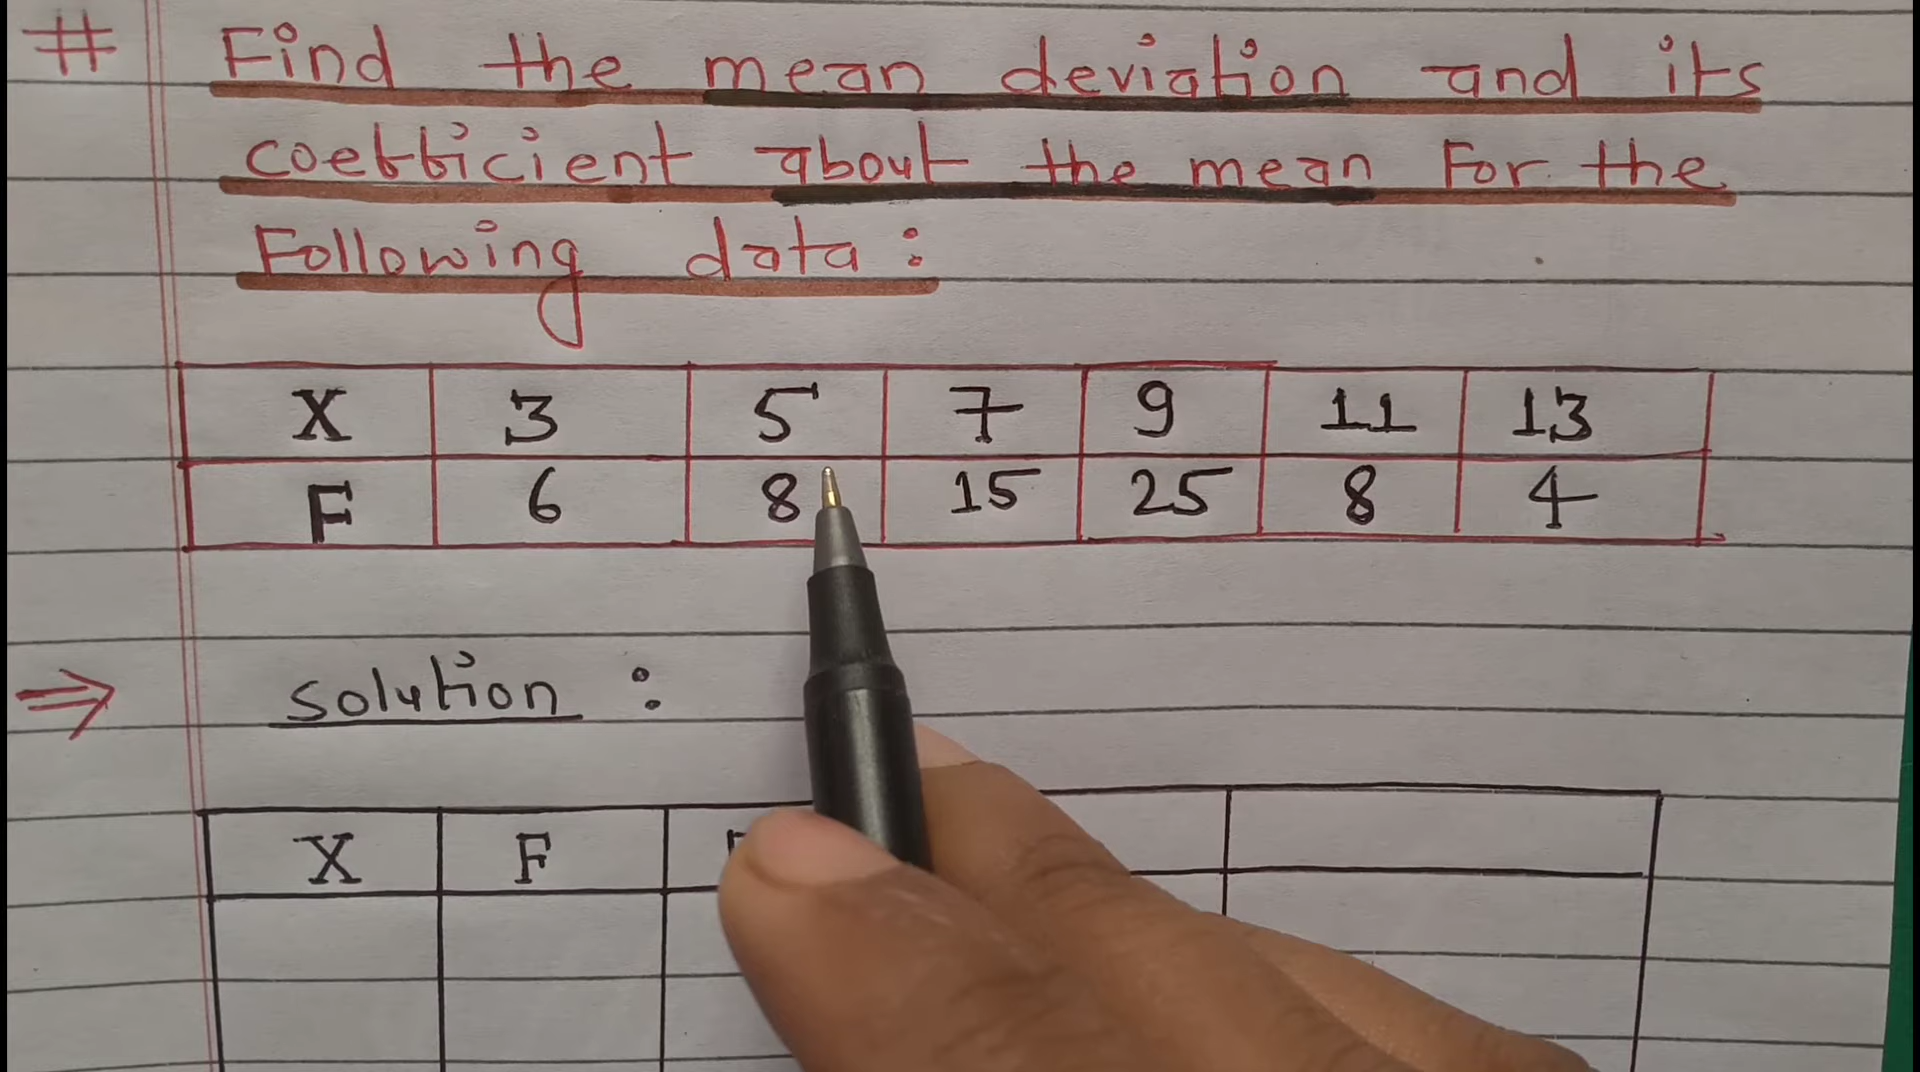 # Find the mean deviation and its
coefficient about the mean For the
Following data :
X 3 5 7 9 11 13
F 6 8 15 25 8 4
⇒ solution :
X F